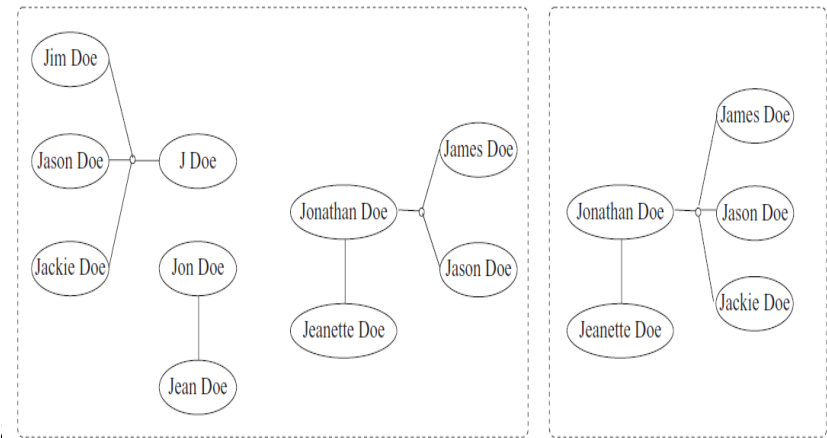 Jim Doe
Jason Doe
J Doe
Jackie Doe
Jon Doe
Jean Doe
James Doe
Jonathan Doe
Jason Doe
Jeanette Doe
James Doe
Jonathan Doe
Jason Doe
Jackie Doe
Jeanette Doe